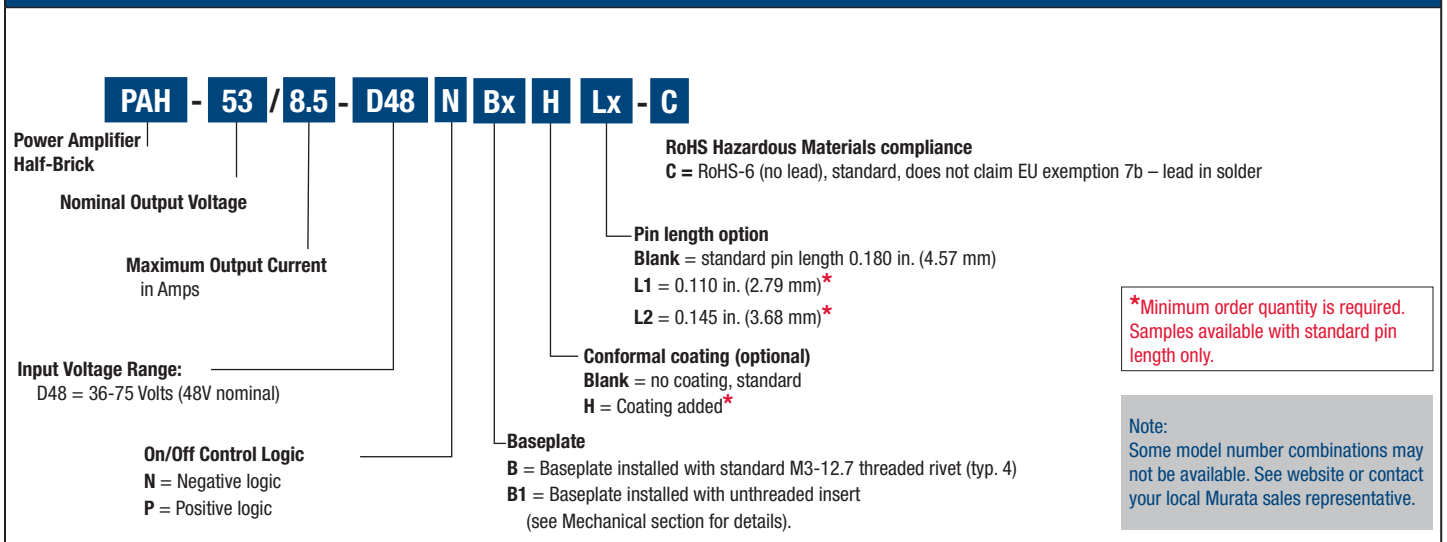 PAH - 53 / 8.5 - D48 N Bx H Lx - C
Power Amplifier
Half-Brick
Nominal Output Voltage
Maximum Output Current
in Amps
Input Voltage Range:
D48 = 36-75 Volts (48V nominal)
On/Off Control Logic
N = Negative logic
P = Positive logic
RoHS Hazardous Materials compliance
C = RoHS-6 (no lead), standard, does not claim EU exemption 7b – lead in solder
Pin length option
Blank = standard pin length 0.180 in. (4.57 mm)
L1 = 0.110 in. (2.79 mm)*
L2 = 0.145 in. (3.68 mm)*
Conformal coating (optional)
Blank = no coating, standard
H = Coating added*
Baseplate
B = Baseplate installed with standard M3-12.7 threaded rivet (typ. 4)
B1 = Baseplate installed with unthreaded insert
(see Mechanical section for details).
*Minimum order quantity is required.
Samples available with standard pin
length only.
Note:
Some model number combinations may
not be available. See website or contact
your local Murata sales representative.